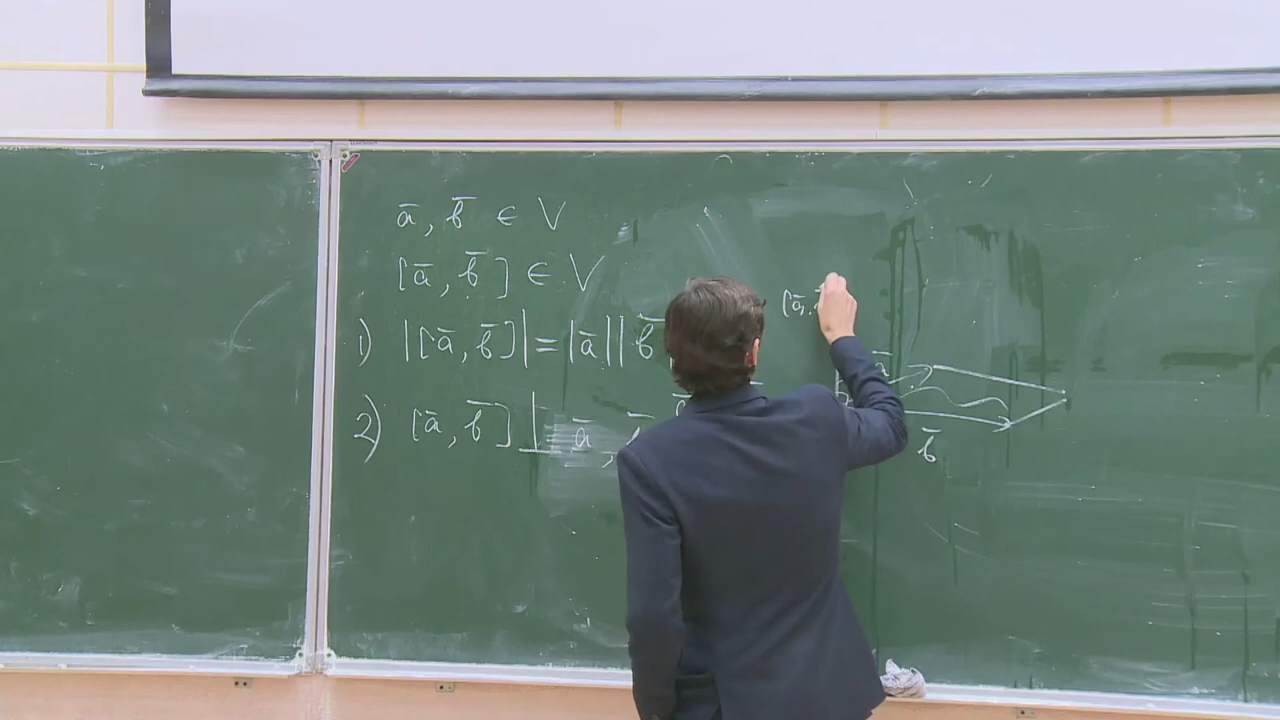 ā, b̄ ∈ V
[ā, b̄] ∈ V
1) |[ā, b̄]| = |ā||b̄
2) [ā, b̄] ⊥ ā, b̄
[ā,
ā
b̄